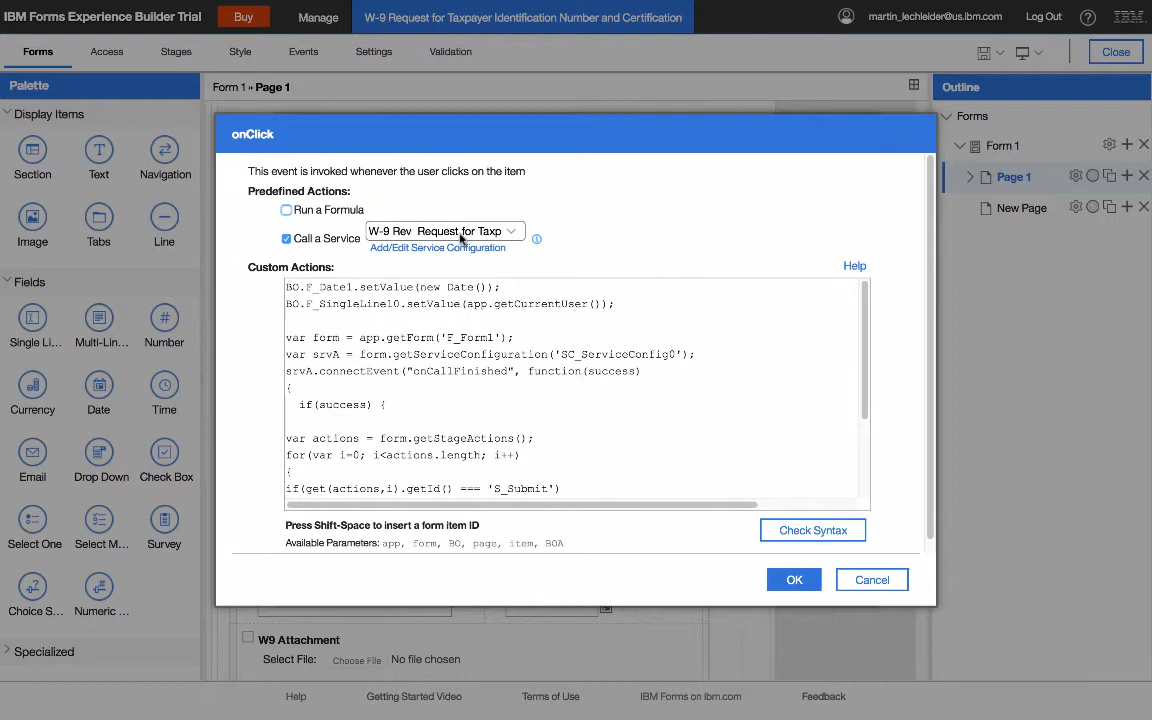 IBM Forms Experience Builder Trial
Buy
Manage
W-9 Request for Taxpayer Identification Number and Certification
martin_lechleider@us.ibm.com
Log Out
?
IBM
Forms
Access
Stages
Style
Events
Settings
Validation
Close
Palette
Form 1 » Page 1
Outline
Display Items
Section
Text
Navigation
Image
Tabs
Line
Fields
Single Li...
Multi-Lin...
Number
Currency
Date
Time
Email
Drop Down
Check Box
Select One
Select M...
Survey
Choice S...
Numeric ...
Specialized
onClick
This event is invoked whenever the user clicks on the item
Predefined Actions:
Run a Formula
Call a Service
W-9 Rev  Request for Taxp
Add/Edit Service Configuration
Custom Actions:
Help
BO.F_Date1.setValue(new Date());
BO.F_SingleLine10.setValue(app.getCurrentUser());
var form = app.getForm('F_Form1');
var srvA = form.getServiceConfiguration('SC_ServiceConfig0');
srvA.connectEvent("onCallFinished", function(success)
{
if(success) {
var actions = form.getStageActions();
for(var i=0; i<actions.length; i++)
{
if(get(actions,i).getId() === 'S_Submit')
Press Shift-Space to insert a form item ID
Available Parameters: app, form, BO, page, item, BOA
Check Syntax
OK
Cancel
Forms
Form 1
Page 1
New Page
W9 Attachment
Select File:
Choose File
No file chosen
Help
Getting Started Video
Terms of Use
IBM Forms on ibm.com
Feedback